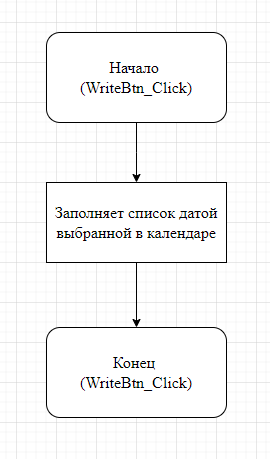 Начало
(WriteBtn_Click)
Заполняет список датой
выбранной в календаре
Конец
(WriteBtn_Click)